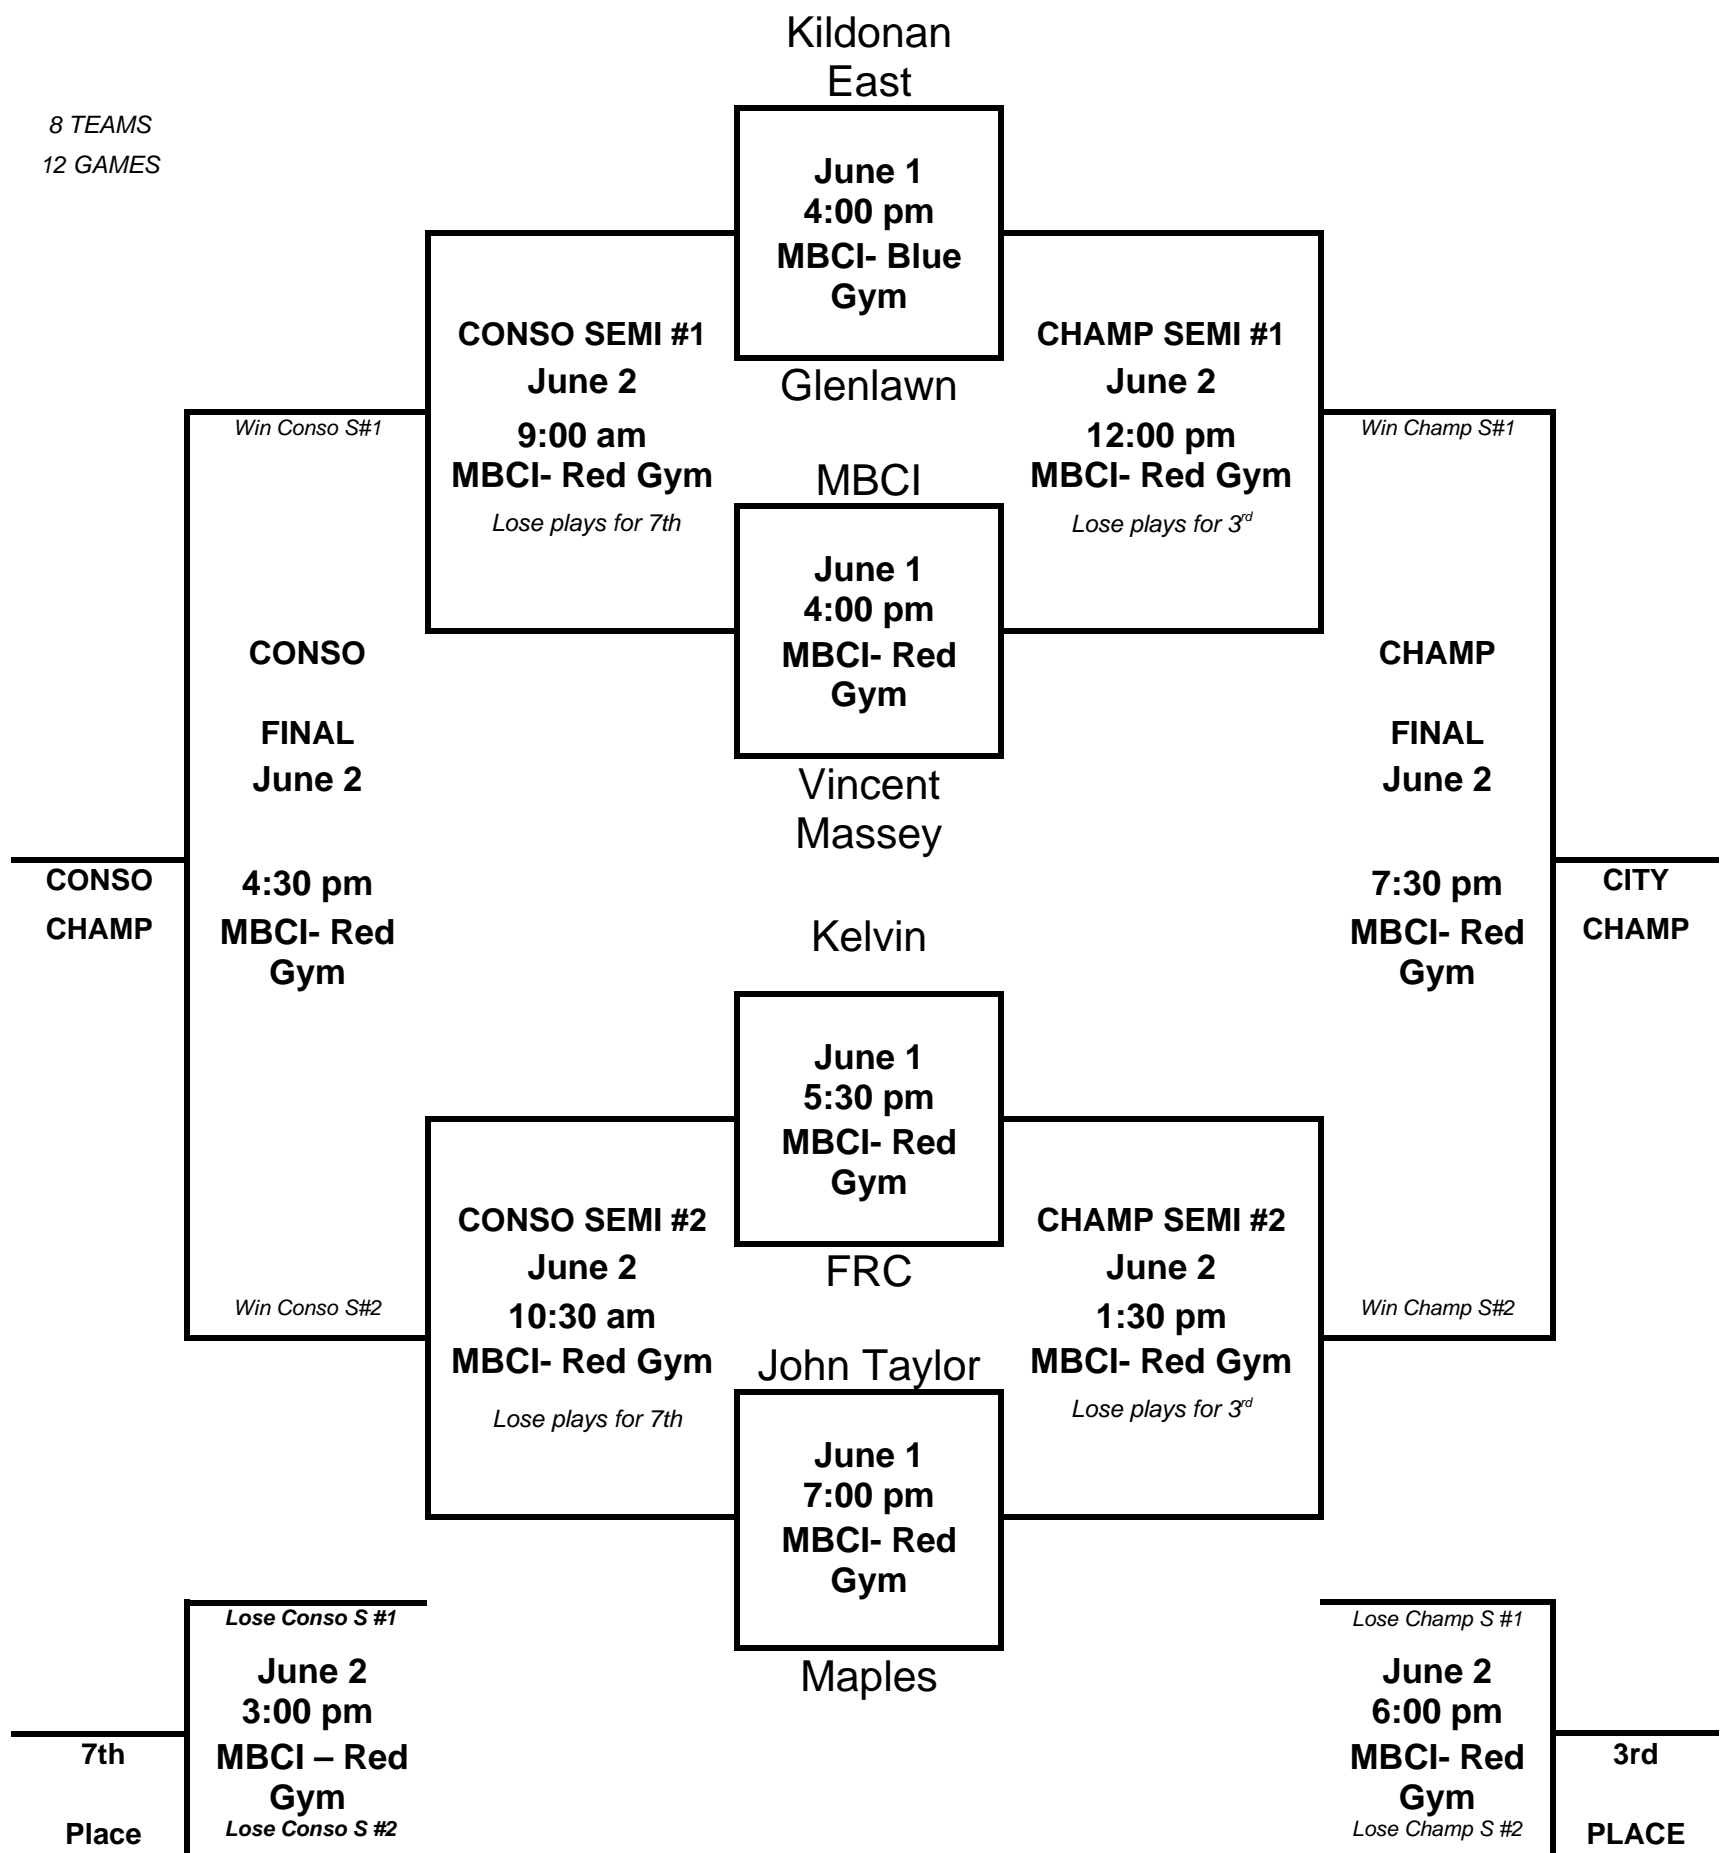 Kildonan
East
8 TEAMS
12 GAMES
June 1
4:00 pm
MBCI- Blue
Gym
Glenlawn
CONSO SEMI #1
June 2
9:00 am
MBCI- Red Gym
Lose plays for 7th
CHAMP SEMI #1
June 2
12:00 pm
MBCI- Red Gym
Lose plays for 3rd
Win Conso S#1
Win Champ S#1
MBCI
June 1
4:00 pm
MBCI- Red
Gym
Vincent
Massey
CONSO
FINAL
June 2
4:30 pm
MBCI- Red
Gym
CHAMP
FINAL
June 2
7:30 pm
MBCI- Red
Gym
CONSO
CHAMP
CITY
CHAMP
Kelvin
June 1
5:30 pm
MBCI- Red
Gym
FRC
CONSO SEMI #2
June 2
10:30 am
MBCI- Red Gym
Lose plays for 7th
CHAMP SEMI #2
June 2
1:30 pm
MBCI- Red Gym
Lose plays for 3rd
Win Conso S#2
Win Champ S#2
John Taylor
June 1
7:00 pm
MBCI- Red
Gym
Maples
Lose Conso S #1
June 2
3:00 pm
MBCI – Red
Gym
Lose Conso S #2
7th
Place
Lose Champ S #1
June 2
6:00 pm
MBCI- Red
Gym
Lose Champ S #2
3rd
PLACE